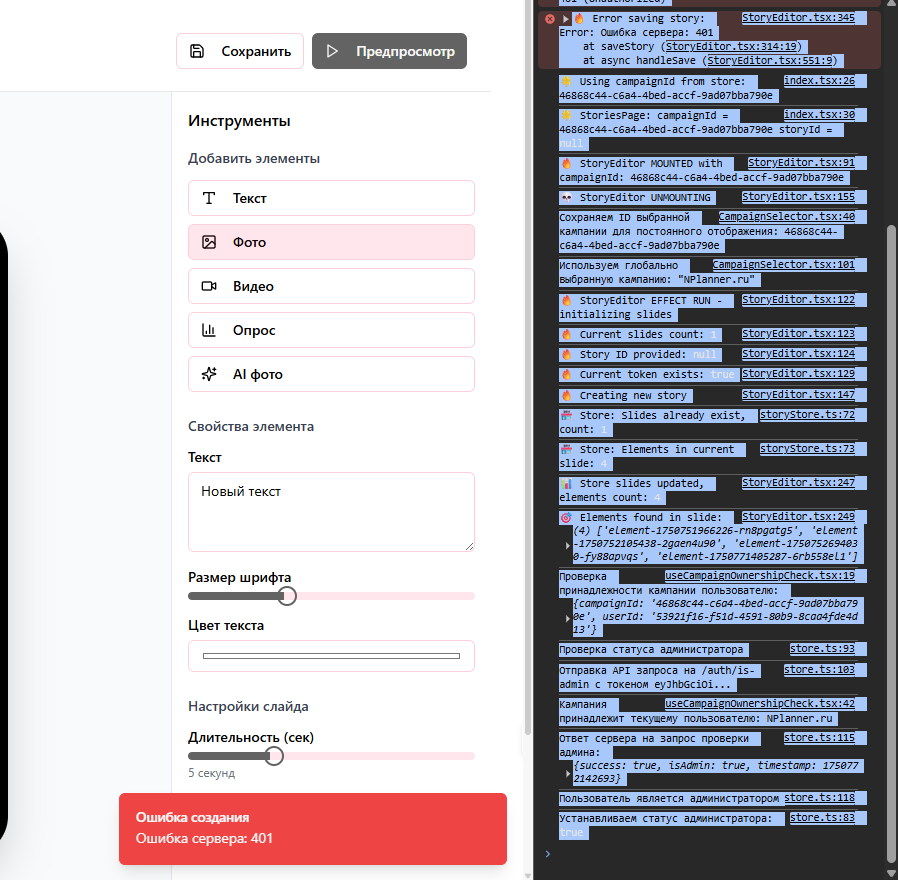 Сохранить
Предпросмотр
Инструменты
Добавить элементы
Текст
Фото
Видео
Опрос
AI фото
Свойства элемента
Текст
Новый текст
Размер шрифта
Цвет текста
Настройки слайда
Длительность (сек)
5 секунд
Ошибка создания
Ошибка сервера: 401
401 (Unauthorized)
Error saving story: StoryEditor.tsx:345
Error: Ошибка сервера: 401
at saveStory (StoryEditor.tsx:314:19)
at async handleSave (StoryEditor.tsx:551:9)
Using campaignId from store: index.tsx:26
46868c44-c6a4-4bed-accf-9ad07bba790e
StoriesPage: campaignId = index.tsx:30
46868c44-c6a4-4bed-accf-9ad07bba790e storyId =
null
StoryEditor MOUNTED with StoryEditor.tsx:91
campaignId: 46868c44-c6a4-4bed-accf-9ad07bba790e
StoryEditor UNMOUNTING StoryEditor.tsx:155
Сохраняем ID выбранной CampaignSelector.tsx:40
кампании для постоянного отображения: 46868c44-
c6a4-4bed-accf-9ad07bba790e
Используем глобально CampaignSelector.tsx:101
выбранную кампанию: "NPlanner.ru"
StoryEditor EFFECT RUN - StoryEditor.tsx:122
initializing slides
Current slides count: 1 StoryEditor.tsx:123
Story ID provided: null StoryEditor.tsx:124
Current token exists: true StoryEditor.tsx:129
Creating new story StoryEditor.tsx:147
Store: Slides already exist, storyStore.ts:72
count: 1
Store: Elements in current storyStore.ts:73
slide: 4
Store slides updated, StoryEditor.tsx:247
elements count: 4
Elements found in slide: StoryEditor.tsx:249
(4) ['element-1750751966226-rn8pgatg5', 'element
-1750752105438-2gaen4u90', 'element-175075269403
0-fy88apvqs', 'element-1750771405287-6rb558el1']
Проверка useCampaignOwnershipCheck.tsx:19
принадлежности кампании пользователю:
{campaignId: '46868c44-c6a4-4bed-accf-9ad07bba79
0e', userId: '53921f16-f51d-4591-80b9-8caa4fde4d
13'}
Проверка статуса администратора store.ts:93
Отправка API запроса на /auth/is- store.ts:103
admin с токеном eyJhbGciOi...
Кампания useCampaignOwnershipCheck.tsx:42
принадлежит текущему пользователю: NPlanner.ru
Ответ сервера на запрос проверки store.ts:115
админа:
{success: true, isAdmin: true, timestamp: 175077
2142693}
Пользователь является администратором store.ts:118
Устанавливаем статус администратора: store.ts:83
true